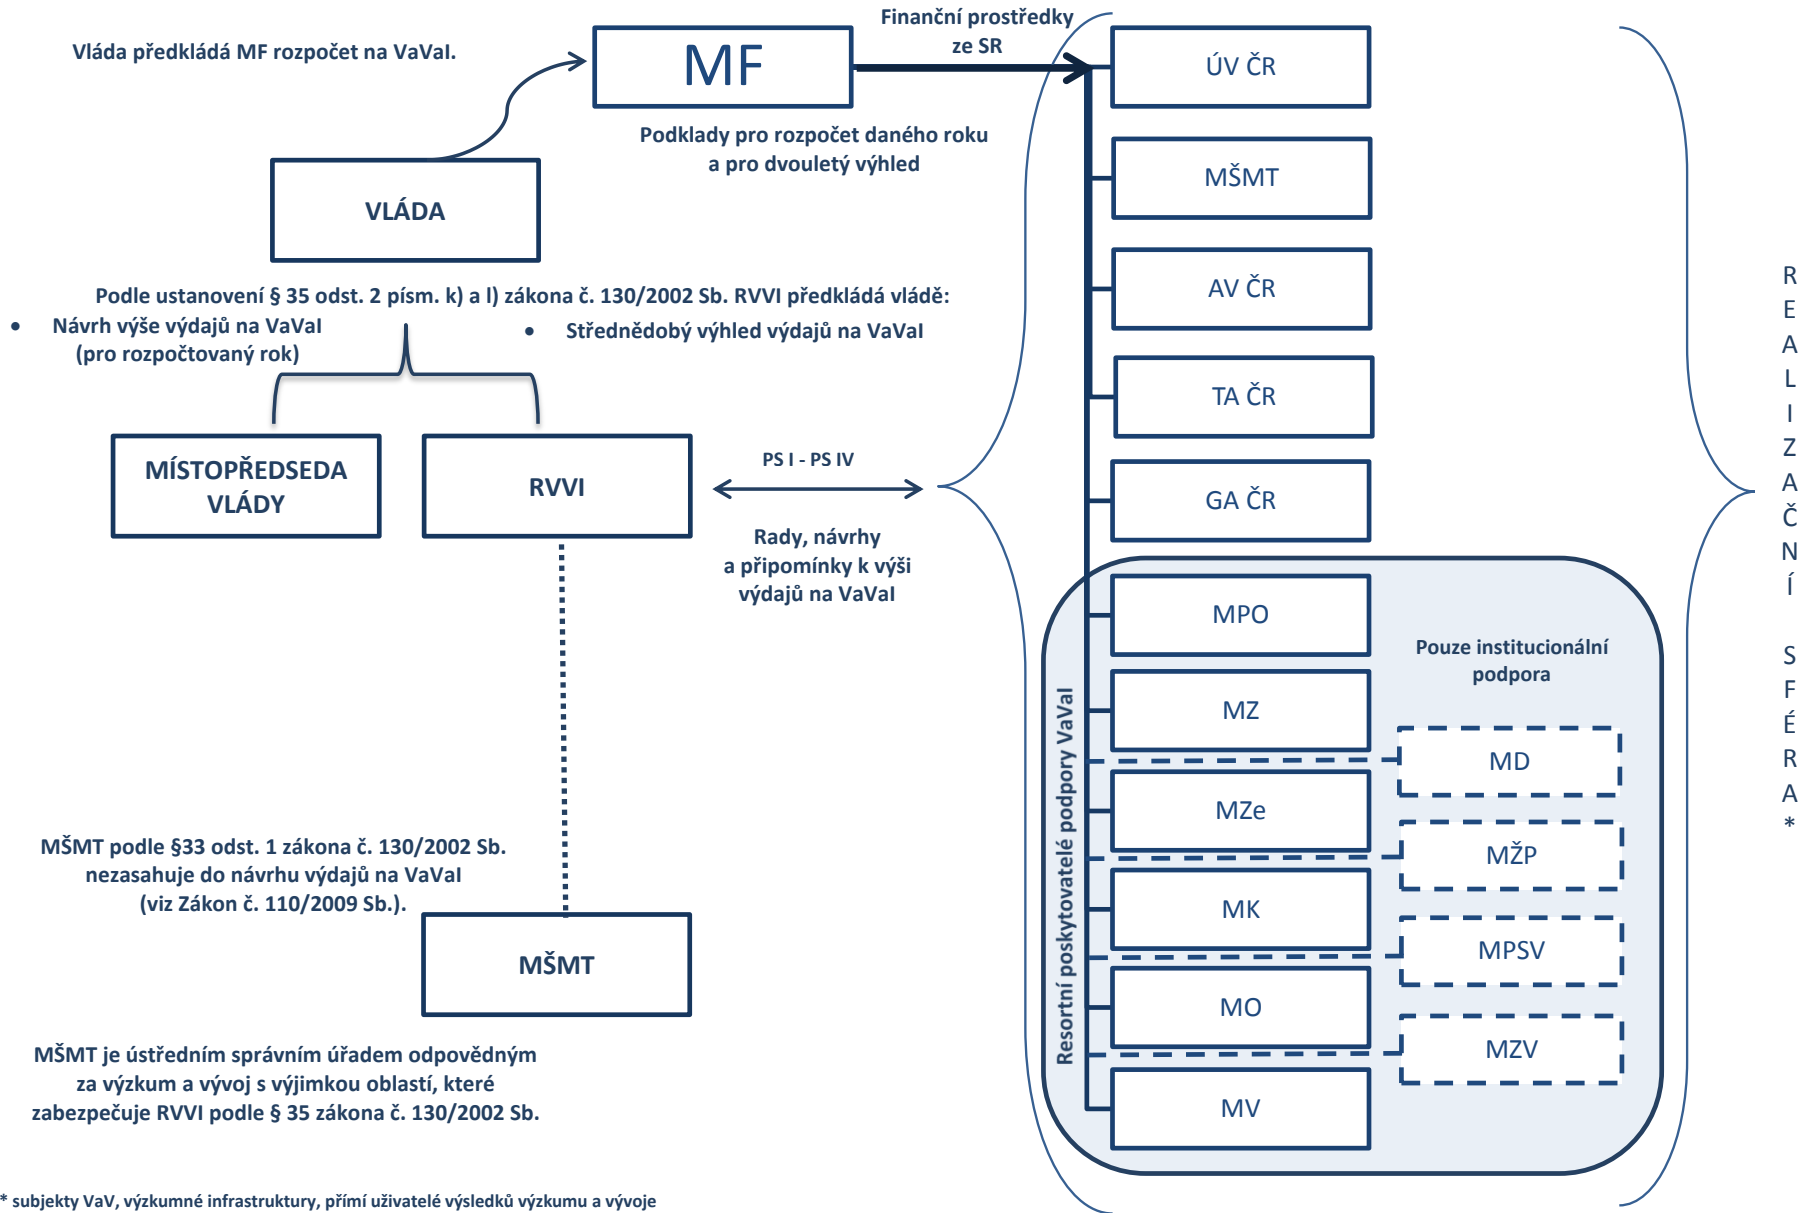 Vláda předkládá MF rozpočet na VaVaI.
MF
Finanční prostředky
ze SR
Podklady pro rozpočet daného roku
a pro dvouletý výhled
VLÁDA
Podle ustanovení § 35 odst. 2 písm. k) a l) zákona č. 130/2002 Sb. RVVI předkládá vládě:
• Návrh výše výdajů na VaVaI
(pro rozpočtovaný rok)
• Střednědobý výhled výdajů na VaVaI
MÍSTOPŘEDSEDA
VLÁDY
RVVI
PS I - PS IV
Rady, návrhy
a připomínky k výši
výdajů na VaVaI
MŠMT podle §33 odst. 1 zákona č. 130/2002 Sb.
nezasahuje do návrhu výdajů na VaVaI
(viz Zákon č. 110/2009 Sb.).
MŠMT
MŠMT je ústředním správním úřadem odpovědným
za výzkum a vývoj s výjimkou oblastí, které
zabezpečuje RVVI podle § 35 zákona č. 130/2002 Sb.
ÚV ČR
MŠMT
AV ČR
TA ČR
GA ČR
Resortní poskytovatelé podpory VaVaI
MPO
MZ
MZe
MK
MO
MV
Pouze institucionální
podpora
MD
MŽP
MPSV
MZV
REALIZAČNÍ SFÉRA*
* subjekty VaV, výzkumné infrastruktury, přímí uživatelé výsledků výzkumu a vývoje